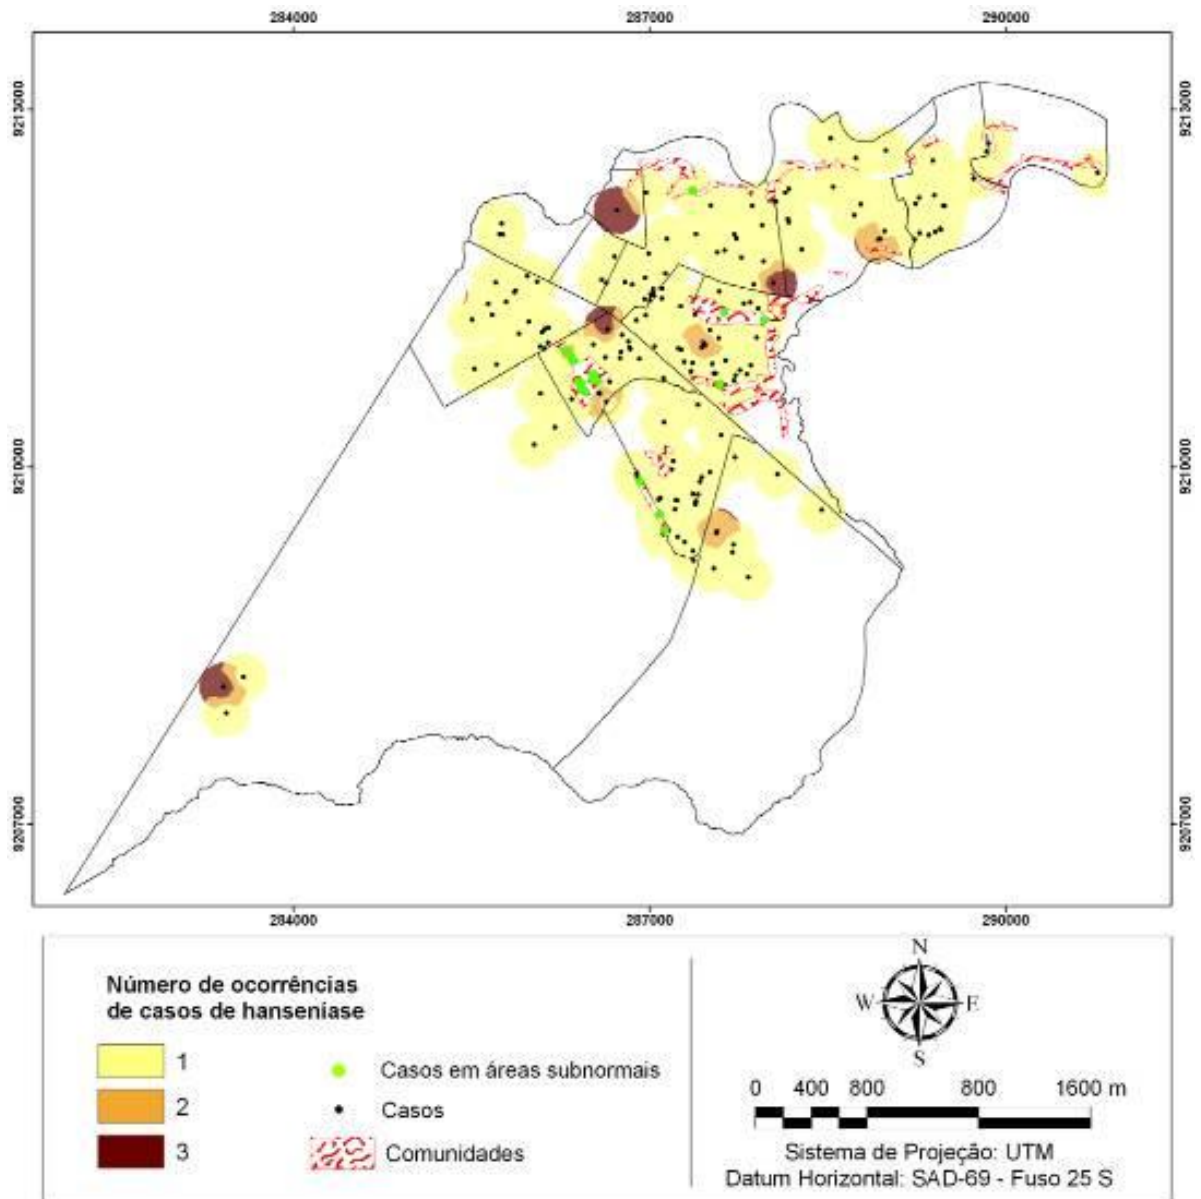 284000
287000
290000
9213000
9213000
9210000
9210000
9207000
9207000
284000
287000
290000
Número de ocorrências
de casos de hanseníase
1
2
3
Casos em áreas subnormais
Casos
Comunidades
N
W
E
S
0 400 800 800 1600 m
Sistema de Projeção: UTM
Datum Horizontal: SAD-69 - Fuso 25 S